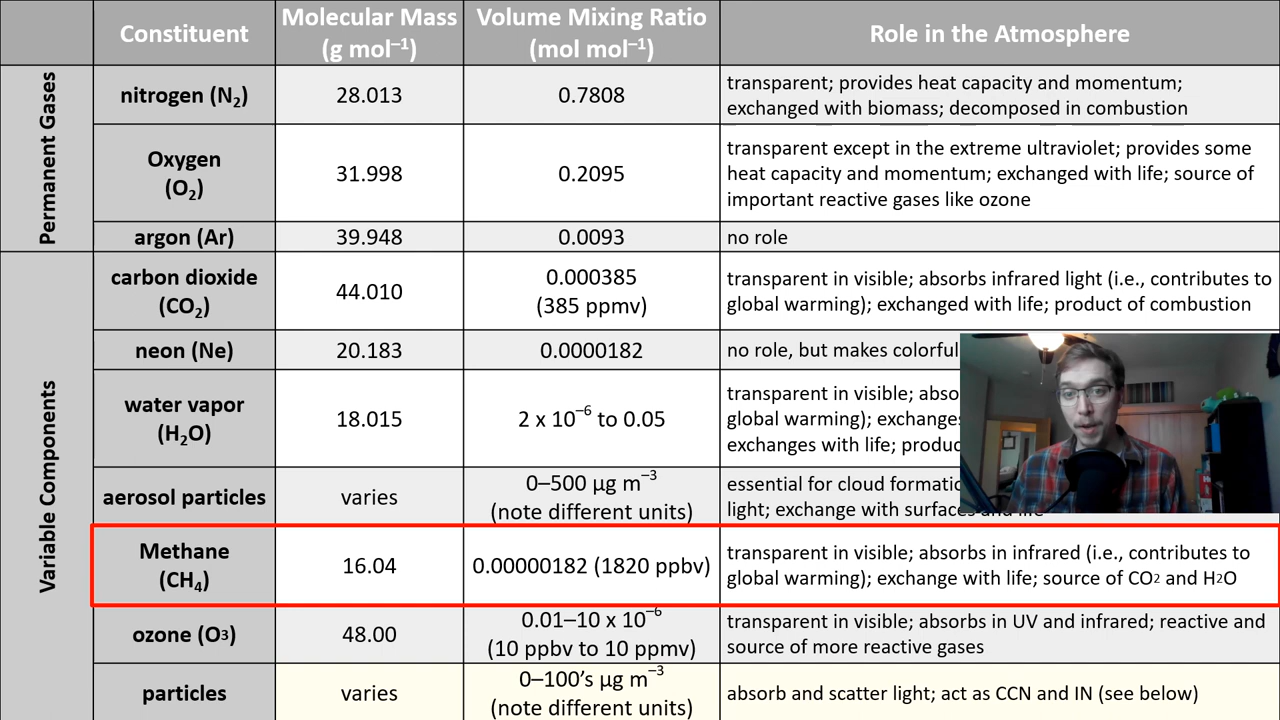 Constituent
Molecular Mass
(g mol–1)
Volume Mixing Ratio
(mol mol–1)
Role in the Atmosphere
Permanent Gases
nitrogen (N2)
28.013
0.7808
transparent; provides heat capacity and momentum;
exchanged with biomass; decomposed in combustion
Oxygen
(O2)
31.998
0.2095
transparent except in the extreme ultraviolet; provides some
heat capacity and momentum; exchanged with life; source of
important reactive gases like ozone
argon (Ar)
39.948
0.0093
no role
Variable Components
carbon dioxide
(CO2)
44.010
0.000385
(385 ppmv)
transparent in visible; absorbs infrared light (i.e., contributes to
global warming); exchanged with life; product of combustion
neon (Ne)
20.183
0.0000182
no role, but makes colorful
water vapor
(H2O)
18.015
2 x 10–6 to 0.05
transparent in visible; abso
global warming); exchanges
exchanges with life; produc
aerosol particles
varies
0–500 µg m–3
(note different units)
essential for cloud formatio
light; exchange with surfaces and life
Methane
(CH4)
16.04
0.00000182 (1820 ppbv)
transparent in visible; absorbs in infrared (i.e., contributes to
global warming); exchange with life; source of CO2 and H2O
ozone (O3)
48.00
0.01–10 x 10–6
(10 ppbv to 10 ppmv)
transparent in visible; absorbs in UV and infrared; reactive and
source of more reactive gases
particles
varies
0–100’s µg m–3
(note different units)
absorb and scatter light; act as CCN and IN (see below)